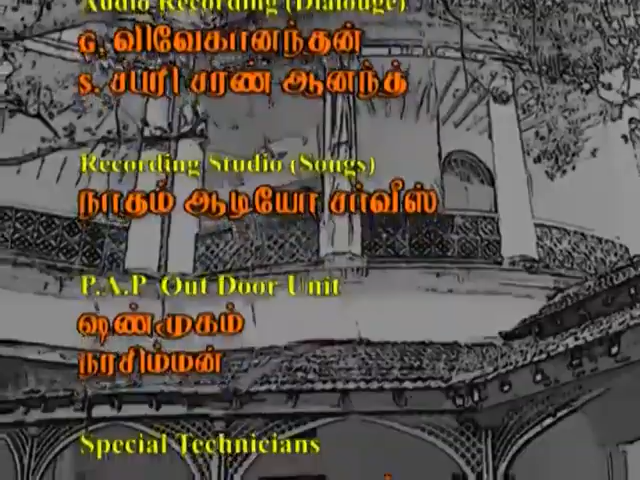 Audio Recording (Dialouge)
G. விவேகானந்தன்
S. சபரி சரண் ஆனந்த்
Recording Studio (Songs)
நாதம் ஆடியோ சர்வீஸ்
P.A.P Out Door Unit
ஷண்முகம்
நரசிம்மன்
Special Technicians